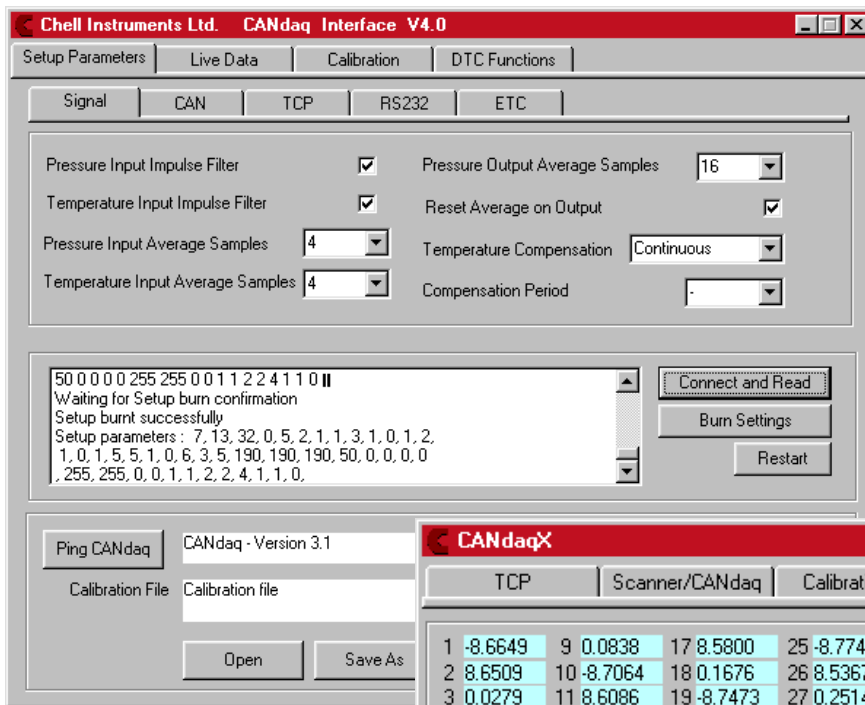 Chell Instruments Ltd. CANdaq Interface V4.0
Setup Parameters Live Data Calibration DTC Functions
Signal CAN TCP RS232 ETC
Pressure Input Impulse Filter
Temperature Input Impulse Filter
Pressure Input Average Samples 4
Temperature Input Average Samples 4
Pressure Output Average Samples 16
Reset Average on Output
Temperature Compensation Continuous
Compensation Period -
50 0 0 0 0 255 255 0 0 1 1 2 2 4 1 1 0
Waiting for Setup burn confirmation
Setup burnt successfully
Setup parameters : 7, 13, 32, 0, 5, 2, 1, 1, 3, 1, 0, 1, 2,
1, 0, 1, 5, 5, 1, 0, 6, 3, 5, 190, 190, 190, 50, 0, 0, 0, 0
, 255, 255, 0, 0, 1, 1, 2, 2, 4, 1, 1, 0,
Connect and Read
Burn Settings
Restart
Ping CANdaq CANdaq - Version 3.1
Calibration File Calibration file
Open Save As
CANdaqX
TCP Scanner/CANdaq Calibrat
1 -8.6649 9 0.0838 17 8.5800 25 -8.774
2 8.6509 10 -8.7064 18 0.1676 26 8.5367
3 0.0279 11 8.6086 19 -8.7473 27 0.2514